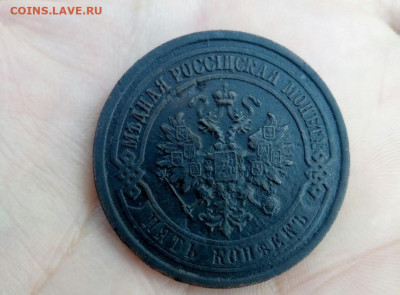 COINS.LAVE.RU
МѢДНАЯ РОССІЙСКАЯ МОНЕТА
ПЯТЬ КОПѢЕКЪ